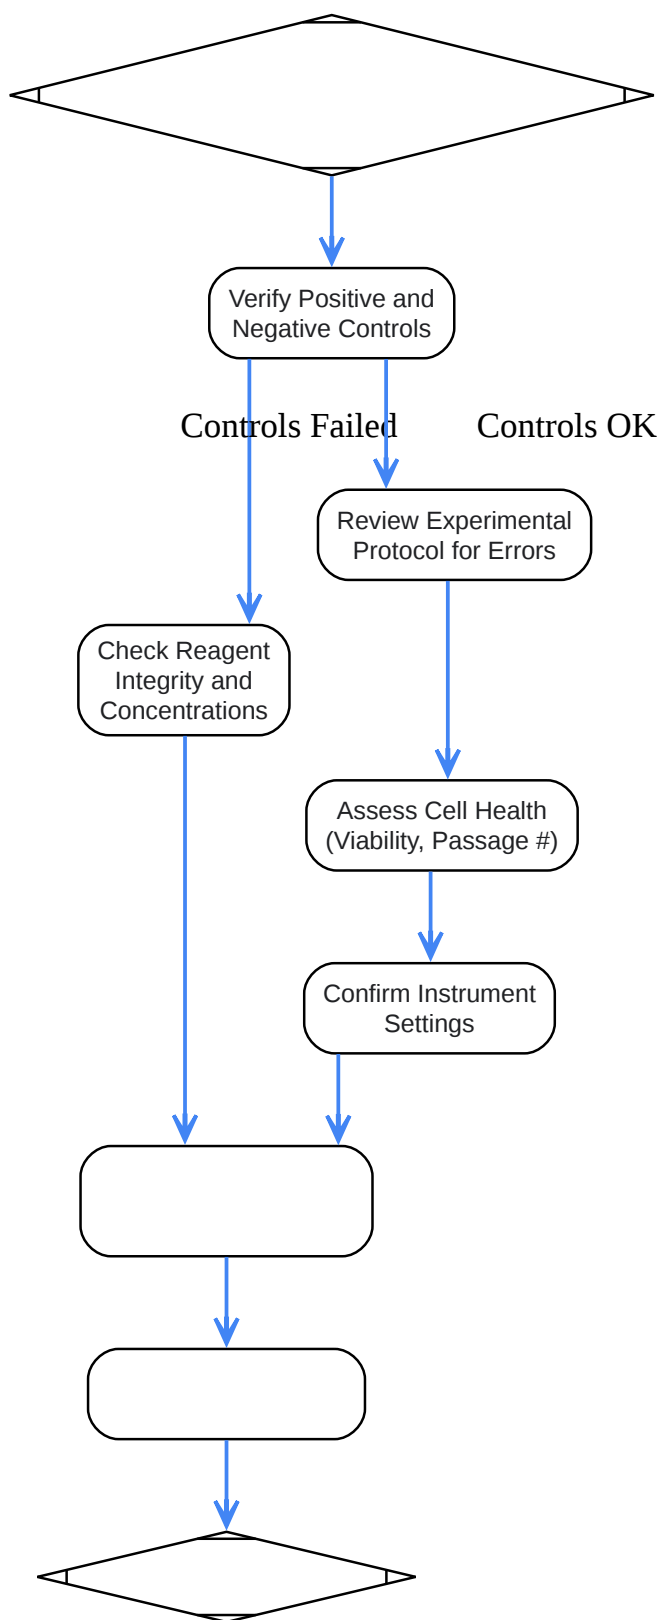 Verify Positive and
Negative Controls
Controls Failed
Controls OK
Review Experimental
Protocol for Errors
Check Reagent
Integrity and
Concentrations
Assess Cell Health
(Viability, Passage #)
Confirm Instrument
Settings